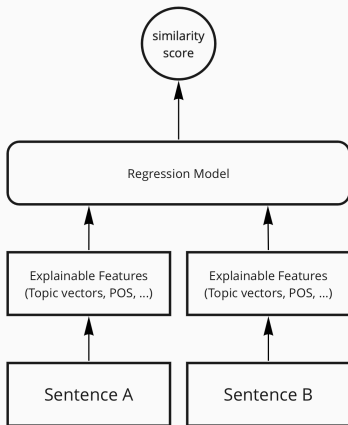 similarity
score
Regression Model
Explainable Features
(Topic vectors, POS, ...)
Explainable Features
(Topic vectors, POS, ...)
Sentence A
Sentence B